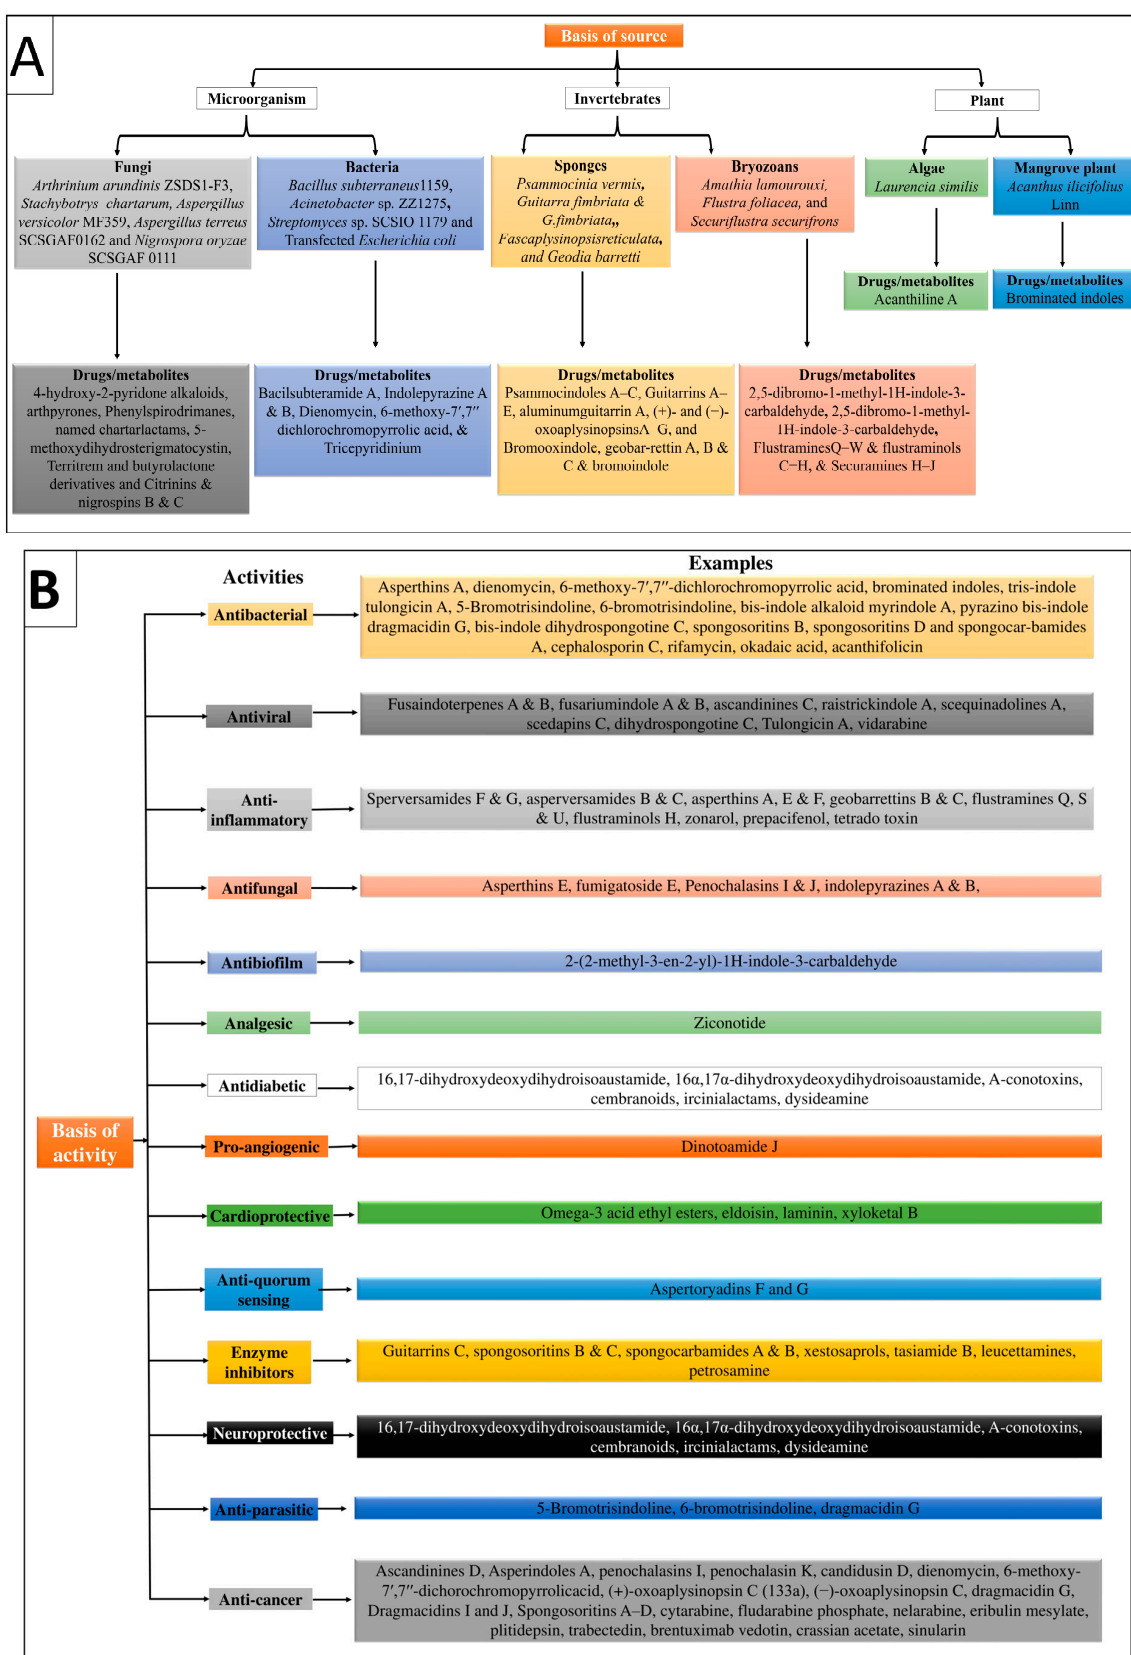 A
Basis of source
Microorganism
Invertebrates
Plant
Fungi
Arthrinium arundinis ZSDS1-F3,
Stachybotrys chartarum, Aspergillus
versicolor MF359, Aspergillus terreus
SCSGAF0162 and Nigrospora oryzae
SCSGAF 0111
Bacteria
Bacillus subterraneus1159,
Acinetobacter sp. ZZ1275,
Streptomyces sp. SCSIO 1179 and
Transfected Escherichia coli
Sponges
Psammocinia vermis,
Guitarra fimbriata &
G.fimbriata,,
Fascaplysinopsisreticulata,
and Geodia barretti
Bryozoans
Amathia lamourouxi,
Flustra foliacea, and
Securiflustra securifrons
Algae
Laurencia similis
Mangrove plant
Acanthus ilicifolius
Linn
Drugs/metabolites
Acanthiline A
Drugs/metabolites
Brominated indoles
Drugs/metabolites
4-hydroxy-2-pyridone alkaloids,
arthpyrones, Phenylspirodrimanes,
named chartarlactams, 5-
methoxydihydrosterigmatocystin,
Territrem and butyrolactone
derivatives and Citrinins &
nigrospins B & C
Drugs/metabolites
Bacilsubteramide A, Indolepyrazine A
& B, Dienomycin, 6-methoxy-7′,7″
dichlorochromopyrrolic acid, &
Tricepyridinium
Drugs/metabolites
Psammocindoles A–C, Guitarrins A–
E, aluminumguitarrin A, (+)- and (−)-
oxoaplysinopsinsA–G, and
Bromooxindole, geobar-rettin A, B &
C & bromoindole
Drugs/metabolites
2,5-dibromo-1-methyl-1H-indole-3-
carbaldehyde, 2,5-dibromo-1-methyl-
1H-indole-3-carbaldehyde,
FlustraminesQ–W & flustraminols
C−H, & Securamines H–J
B
Activities
Examples
Basis of
activity
Antibacterial
Asperthins A, dienomycin, 6-methoxy-7′,7″-dichlorochromopyrrolic acid, brominated indoles, tris-indole
tulongicin A, 5-Bromotrisindoline, 6-bromotrisindoline, bis-indole alkaloid myrindole A, pyrazino bis-indole
dragmacidin G, bis-indole dihydrospongotine C, spongosoritins B, spongosoritins D and spongocar-bamides
A, cephalosporin C, rifamycin, okadaic acid, acanthifolicin
Antiviral
Fusaindoterpenes A & B, fusariumindole A & B, ascandinines C, raistrickindole A, scequinadolines A,
scedapins C, dihydrospongotine C, Tulongicin A, vidarabine
Anti-
inflammatory
Sperversamides F & G, asperversamides B & C, asperthins A, E & F, geobarrettins B & C, flustramines Q, S
& U, flustraminols H, zonarol, prepacifenol, tetrado toxin
Antifungal
Asperthins E, fumigatoside E, Penochalasins I & J, indolepyrazines A & B,
Antibiofilm
2-(2-methyl-3-en-2-yl)-1H-indole-3-carbaldehyde
Analgesic
Ziconotide
Antidiabetic
16,17-dihydroxydeoxydihydroisoaustamide, 16α,17α-dihydroxydeoxydihydroisoaustamide, A-conotoxins,
cembranoids, ircinialactams, dysideamine
Pro-angiogenic
Dinotoamide J
Cardioprotective
Omega-3 acid ethyl esters, eldoisin, laminin, xyloketal B
Anti-quorum
sensing
Aspertoryadins F and G
Enzyme
inhibitors
Guitarrins C, spongosoritins B & C, spongocarbamides A & B, xestosaprols, tasiamide B, leucettamines,
petrosamine
Neuroprotective
16,17-dihydroxydeoxydihydroisoaustamide, 16α,17α-dihydroxydeoxydihydroisoaustamide, A-conotoxins,
cembranoids, ircinialactams, dysideamine
Anti-parasitic
5-Bromotrisindoline, 6-bromotrisindoline, dragmacidin G
Anti-cancer
Ascandinines D, Asperindoles A, penochalasins I, penochalasin K, candidusin D, dienomycin, 6-methoxy-
7′,7″-dichorochromopyrrolicacid, (+)-oxoaplysinopsin C (133a), (−)-oxoaplysinopsin C, dragmacidin G,
Dragmacidins I and J, Spongosoritins A–D, cytarabine, fludarabine phosphate, nelarabine, eribulin mesylate,
plitidepsin, trabectedin, brentuximab vedotin, crassian acetate, sinularin